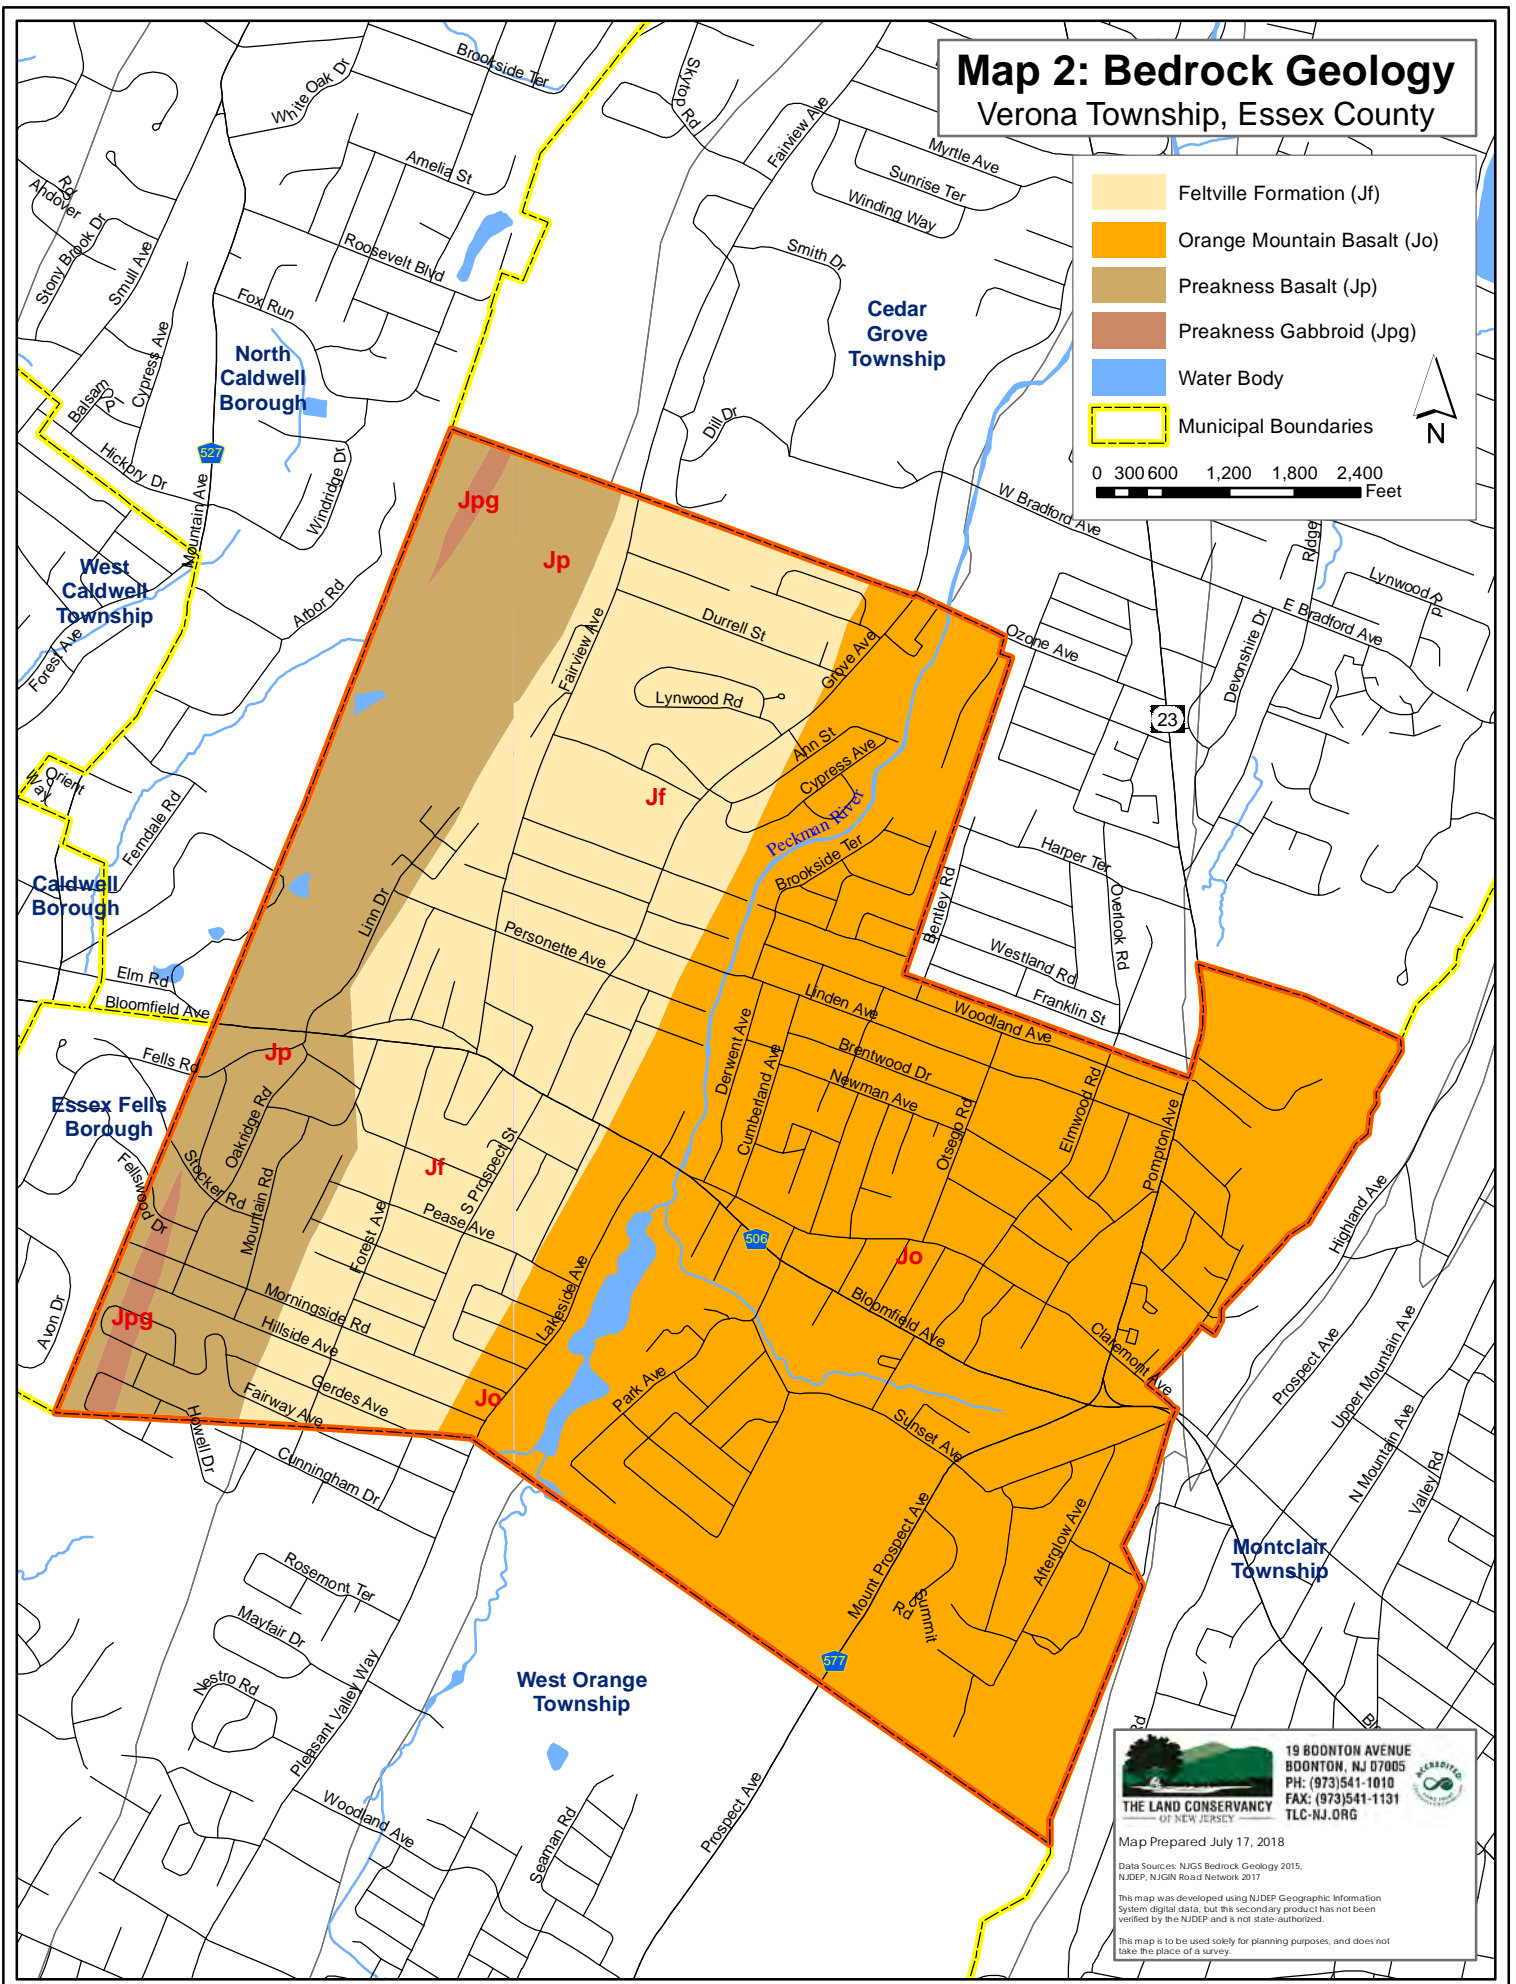 Map 2: Bedrock Geology
Verona Township, Essex County
Feltville Formation (Jf)
Orange Mountain Basalt (Jo)
Preakness Basalt (Jp)
Preakness Gabbroid (Jpg)
Water Body
Municipal Boundaries
N
0 300 600 1,200 1,800 2,400
Feet
Brookside Ter
White Oak Dr
Skytop Rd
Fairview Ave
Amelia St
Myrtle Ave
Sunrise Ter
Winding Way
Andover
Rd
Stony Brook Dr
Smull Ave
Roosevelt Blvd
Smith Dr
Fox Run
Cedar
Grove
Township
North
Caldwell
Borough
Cypress Ave
Balsam
Dr
Dill Dr
527
Hickory Dr
Windridge Dr
Mountain Ave
W Bradford Ave
Ridge
Jpg
Jp
West
Caldwell
Township
Lynwood Rd
E Bradford Ave
Arbor Rd
Forest Ave
Durrell St
Fairview Ave
Grove Ave
Ozone Ave
Devonshire Dr
Lynwood Rd
23
Ann St
Cypress Ave
Orient
Way
Jf
Peckman River
Ferndale Rd
Brookside Ter
Harper Ter
Caldwell
Borough
Linn Dr
Bentley Rd
Overlook Rd
Personette Ave
Westland Rd
Elm Rd
Linden Ave
Franklin St
Bloomfield Ave
Woodland Ave
Derwent Ave
Brentwood Dr
Fells Rd
Jp
Newman Ave
Cumberland Ave
Elmwood Rd
Essex Fells
Borough
Oakridge Rd
Otsego Rd
Pompton Ave
Fellswood Dr
Stocker Rd
Jf
S Prospect St
Mountain Rd
Pease Ave
Forest Ave
Highland Ave
506
Jo
Lakeside Ave
Avon Dr
Jpg
Morningside Rd
Hillside Ave
Bloomfield Ave
Claremont Ave
Prospect Ave
Upper Mountain Ave
Gerdes Ave
Fairway Ave
Jo
Park Ave
Howell Dr
Sunset Ave
N Mountain Ave
Valley Rd
Cunningham Dr
Mount Prospect Ave
Afterglow Ave
Montclair
Township
Rosemont Ter
Summit
Rd
Mayfair Dr
577
Nestro Rd
West Orange
Township
Pleasant Valley Way
Rd
Woodland Ave
Seaman Rd
Prospect Ave
THE LAND CONSERVANCY
OF NEW JERSEY
19 BOONTON AVENUE
BOONTON, NJ 07005
PH: (973)541-1010
FAX: (973)541-1131
TLC-NJ.ORG
ACCREDITED
Map Prepared July 17, 2018
Data Sources: NJGS Bedrock Geology 2015,
NJDEP, NJGIN Road Network 2017
This map was developed using NJDEP Geographic Information
System digital data, but this secondary product has not been
verified by the NJDEP and is not state-authorized.
This map is to be used solely for planning purposes, and does not
take the place of a survey.